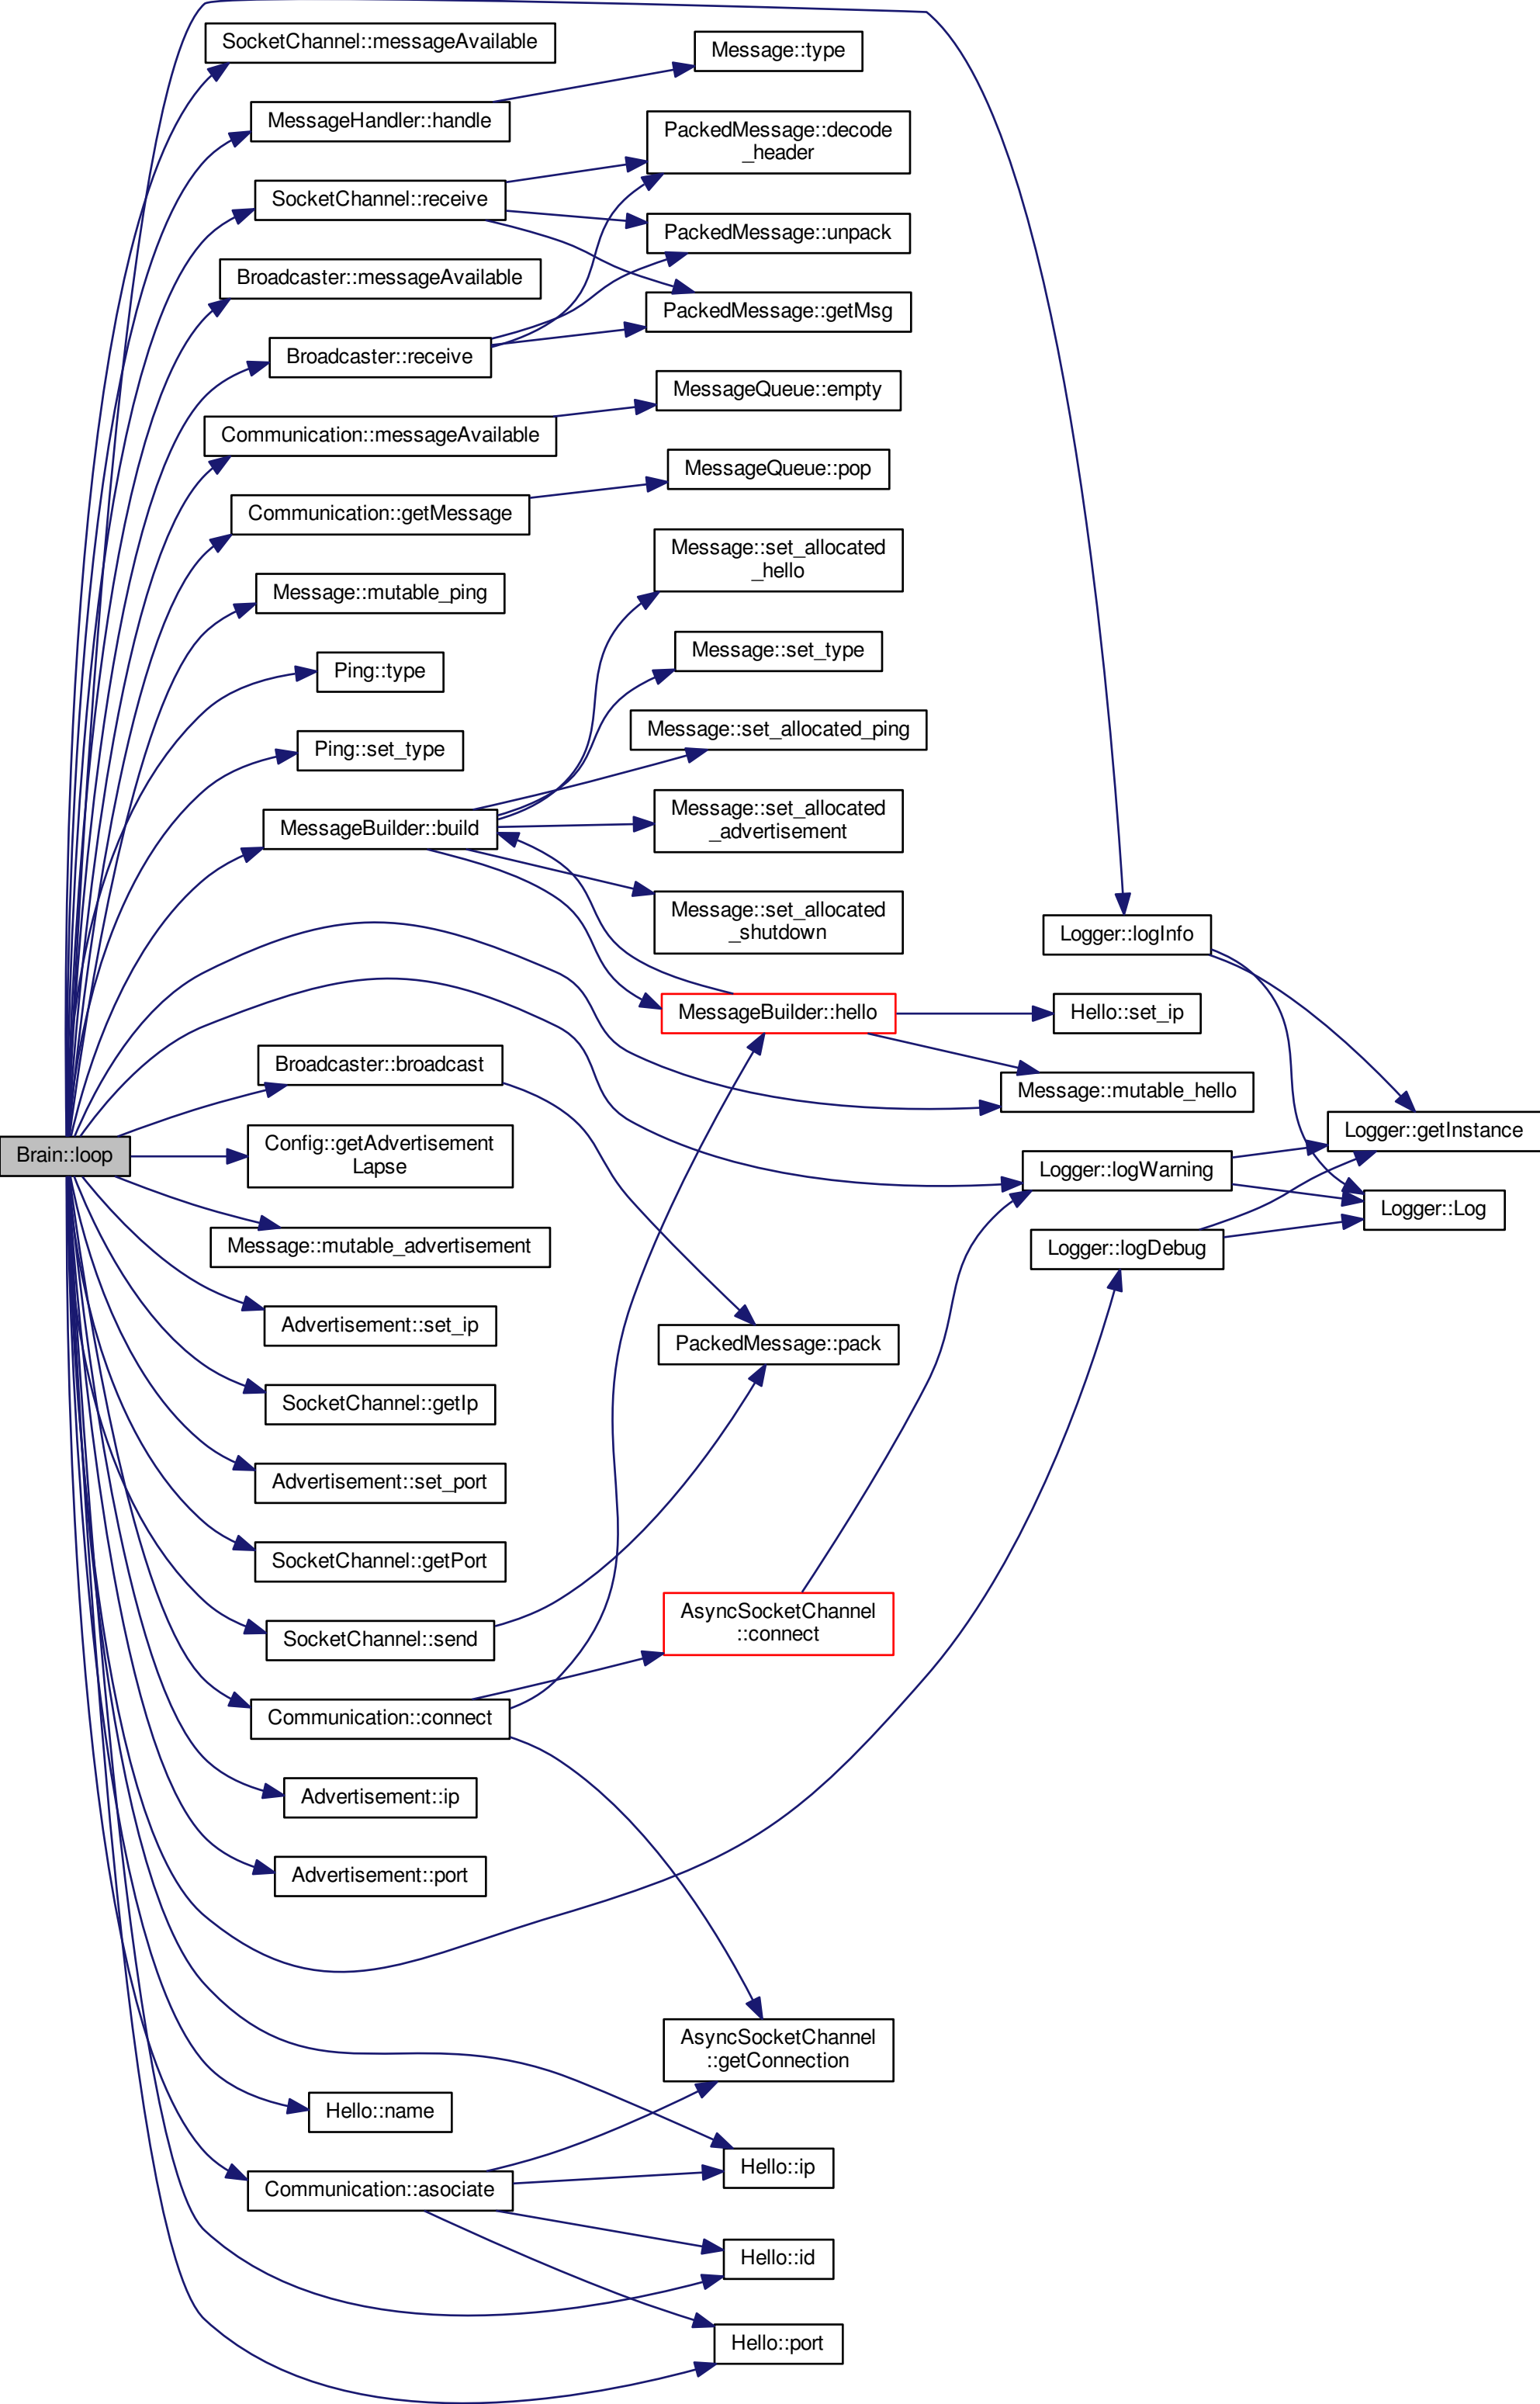 SocketChannel::messageAvailable
Message::type
MessageHandler::handle
PackedMessage::decode
_header
SocketChannel::receive
PackedMessage::unpack
Broadcaster::messageAvailable
PackedMessage::getMsg
Broadcaster::receive
MessageQueue::empty
Communication::messageAvailable
MessageQueue::pop
Communication::getMessage
Message::set_allocated
_hello
Message::mutable_ping
Message::set_type
Ping::type
Message::set_allocated_ping
Ping::set_type
Message::set_allocated
_advertisement
MessageBuilder::build
Message::set_allocated
_shutdown
Logger::logInfo
MessageBuilder::hello
Hello::set_ip
Broadcaster::broadcast
Message::mutable_hello
Logger::getInstance
Brain::loop
Config::getAdvertisement
Lapse
Logger::logWarning
Logger::Log
Message::mutable_advertisement
Logger::logDebug
Advertisement::set_ip
PackedMessage::pack
SocketChannel::getIp
Advertisement::set_port
SocketChannel::getPort
AsyncSocketChannel
::connect
SocketChannel::send
Communication::connect
Advertisement::ip
Advertisement::port
AsyncSocketChannel
::getConnection
Hello::name
Hello::ip
Communication::asociate
Hello::id
Hello::port